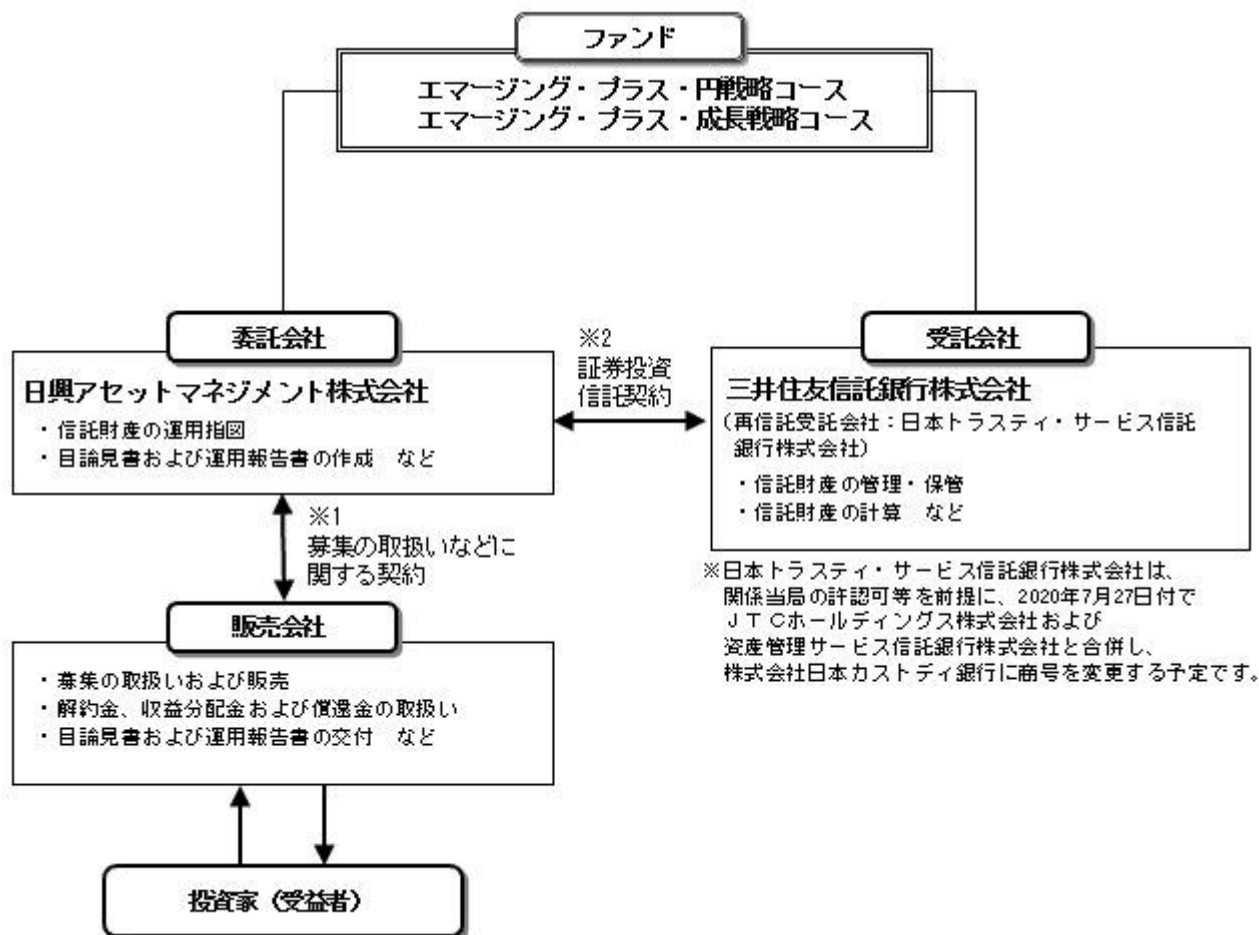 ファンド
エマージング・プラス・円戦略コース
エマージング・プラス・成長戦略コース
委託会社
日興アセットマネジメント株式会社
・信託財産の運用指図
・目論見書および運用報告書の作成　など
※2
証券投資
信託契約
受託会社
三井住友信託銀行株式会社
(再信託受託会社：日本トラスティ・サービス信託
銀行株式会社)
・信託財産の管理・保管
・信託財産の計算　など
※日本トラスティ・サービス信託銀行株式会社は、
関係当局の許認可等を前提に、2020年7月27日付で
ＪＴＣホールディングス株式会社および
資産管理サービス信託銀行株式会社と合併し、
株式会社日本カストディ銀行に商号を変更する予定です。
※1
募集の取扱いなどに
関する契約
販売会社
・募集の取扱いおよび販売
・解約金、収益分配金および償還金の取扱い
・目論見書および運用報告書の交付　など
投資家（受益者）